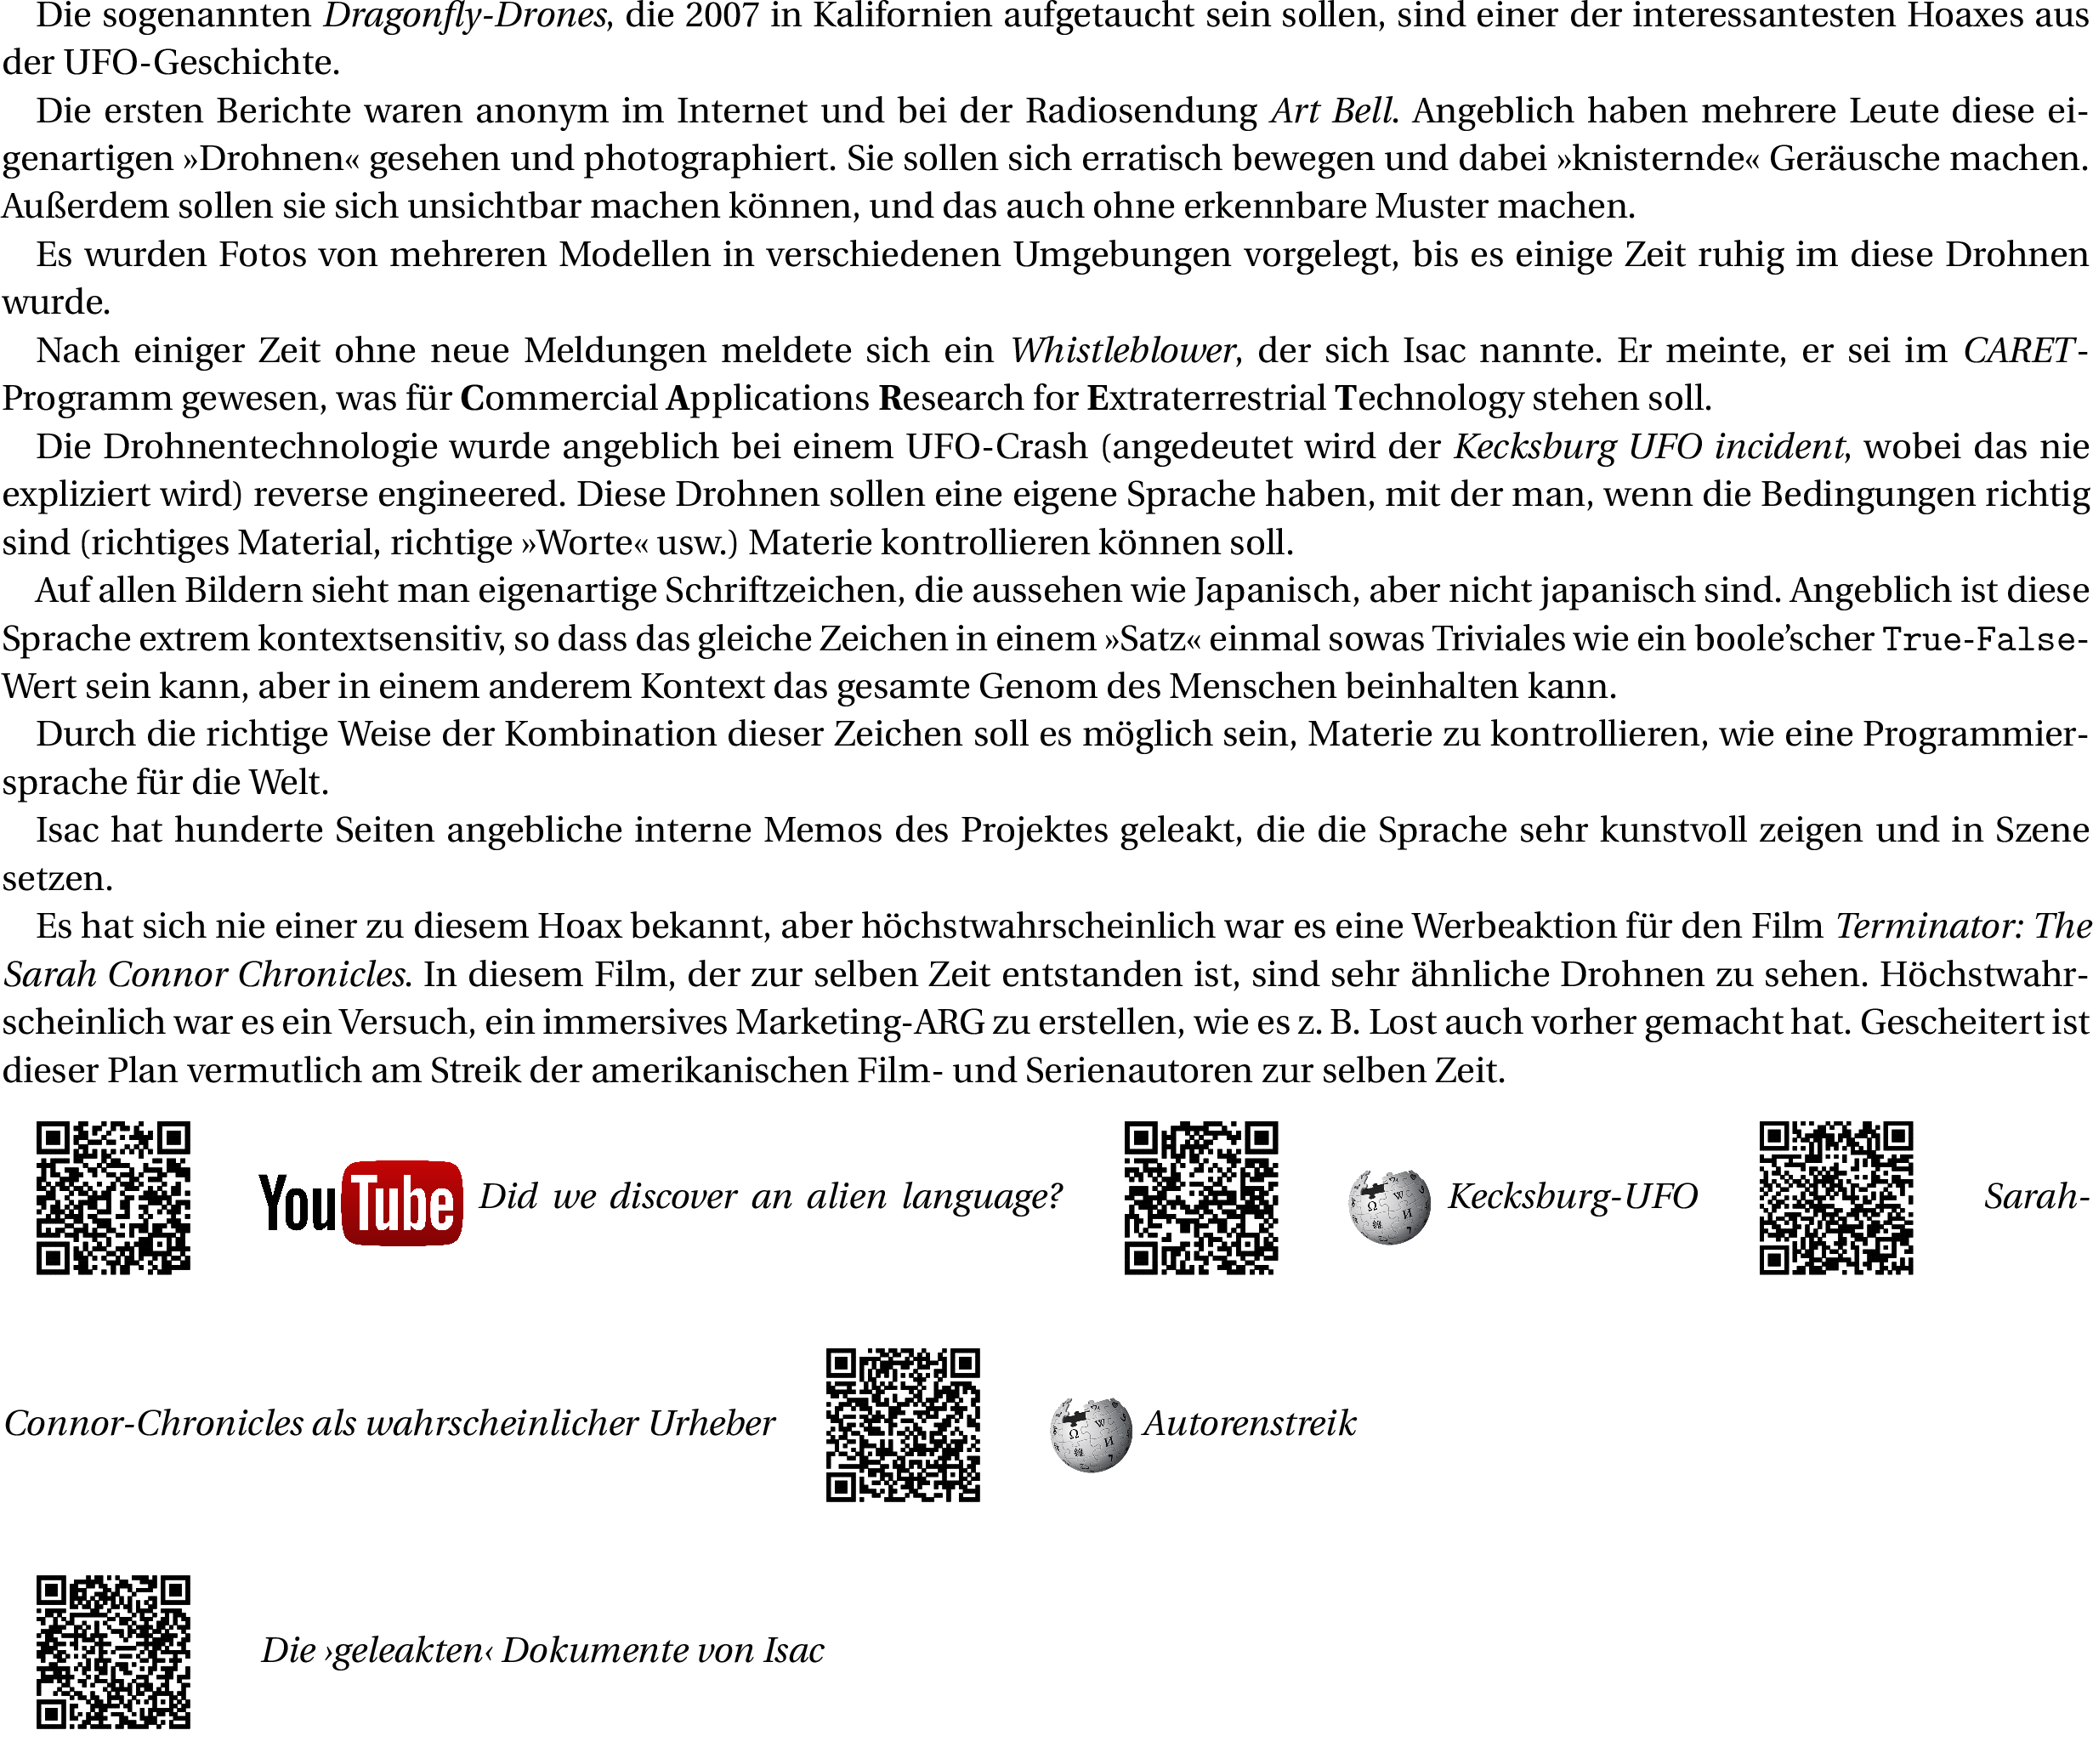 Die sogenannten Dragonfly-Drones, die 2007 in Kalifornien aufgetaucht sein sollen, sind einer der interessantesten Hoaxes aus
der UFO-Geschichte.
Die ersten Berichte waren anonym im Internet und bei der Radiosendung Art Bell. Angeblich haben mehrere Leute diese ei-
genartigen »Drohnen« gesehen und photographiert. Sie sollen sich erratisch bewegen und dabei »knisternde« Geräusche machen.
Außerdem sollen sie sich unsichtbar machen können, und das auch ohne erkennbare Muster machen.
Es wurden Fotos von mehreren Modellen in verschiedenen Umgebungen vorgelegt, bis es einige Zeit ruhig im diese Drohnen
wurde.
Nach einiger Zeit ohne neue Meldungen meldete sich ein Whistleblower, der sich Isac nannte. Er meinte, er sei im CARET-
Programm gewesen, was für Commercial Applications Research for Extraterrestrial Technology stehen soll.
Die Drohnentechnologie wurde angeblich bei einem UFO-Crash (angedeutet wird der Kecksburg UFO incident, wobei das nie
expliziert wird) reverse engineered. Diese Drohnen sollen eine eigene Sprache haben, mit der man, wenn die Bedingungen richtig
sind (richtiges Material, richtige »Worte« usw.) Materie kontrollieren können soll.
Auf allen Bildern sieht man eigenartige Schriftzeichen, die aussehen wie Japanisch, aber nicht japanisch sind. Angeblich ist diese
Sprache extrem kontextsensitiv, so dass das gleiche Zeichen in einem »Satz« einmal sowas Triviales wie ein boole’scher True-False-
Wert sein kann, aber in einem anderem Kontext das gesamte Genom des Menschen beinhalten kann.
Durch die richtige Weise der Kombination dieser Zeichen soll es möglich sein, Materie zu kontrollieren, wie eine Programmier-
sprache für die Welt.
Isac hat hunderte Seiten angebliche interne Memos des Projektes geleakt, die die Sprache sehr kunstvoll zeigen und in Szene
setzen.
Es hat sich nie einer zu diesem Hoax bekannt, aber höchstwahrscheinlich war es eine Werbeaktion für den Film Terminator: The
Sarah Connor Chronicles. In diesem Film, der zur selben Zeit entstanden ist, sind sehr ähnliche Drohnen zu sehen. Höchstwahr-
scheinlich war es ein Versuch, ein immersives Marketing-ARG zu erstellen, wie es z. B. Lost auch vorher gemacht hat. Gescheitert ist
dieser Plan vermutlich am Streik der amerikanischen Film- und Serienautoren zur selben Zeit.
YouTube Did we discover an alien language? Kecksburg-UFO Sarah-
Connor-Chronicles als wahrscheinlicher Urheber Autorenstreik
Die ›geleakten‹ Dokumente von Isac